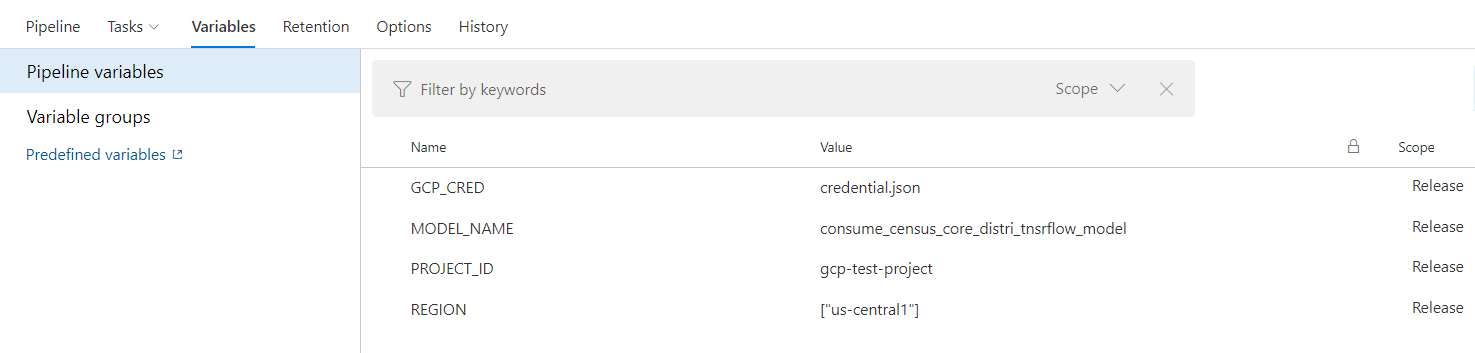 Pipeline Tasks Variables Retention Options History
Pipeline variables
Variable groups
Predefined variables
Filter by keywords Scope
Name Value Scope
GCP_CRED credential.json Release
MODEL_NAME consume_census_core_distri_tnsrflow_model Release
PROJECT_ID gcp-test-project Release
REGION ["us-central1"] Release